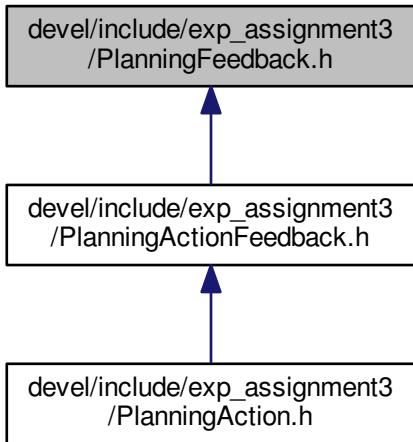 devel/include/exp_assignment3
/PlanningFeedback.h
devel/include/exp_assignment3
/PlanningActionFeedback.h
devel/include/exp_assignment3
/PlanningAction.h